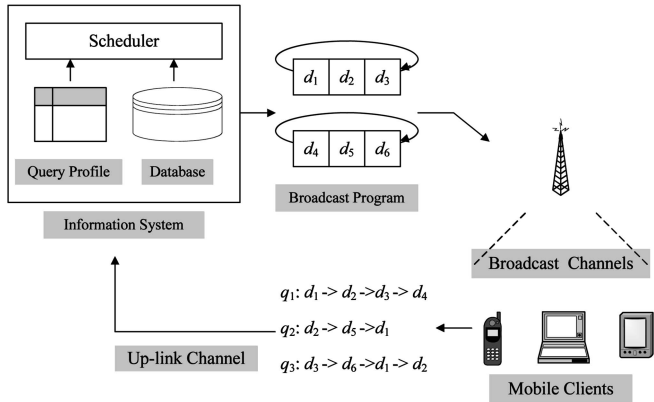 Scheduler
Query Profile
Database
Information System
d1 d2 d3
d4 d5 d6
Broadcast Program
Broadcast Channels
q1: d1 -> d2 ->d3 -> d4
q2: d2 -> d5 ->d1
q3: d3 -> d6 ->d1 -> d2
Up-link Channel
Mobile Clients